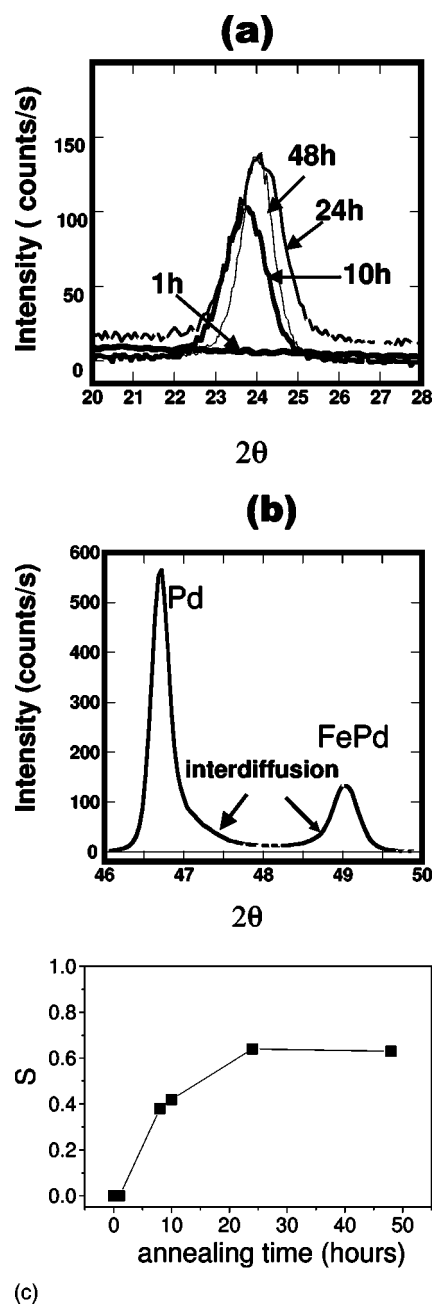 (a)
Intensity ( counts/s)
150
100
50
0
48h
24h
1h
10h
20 21 22 23 24 25 26 27 28
2θ
(b)
Intensity (counts/s)
600
500
400
300
200
100
0
Pd
FePd
interdiffusion
46 47 48 49 50
2θ
S
1.0
0.8
0.6
0.4
0.2
0.0
0 10 20 30 40 50
annealing time (hours)
(c)